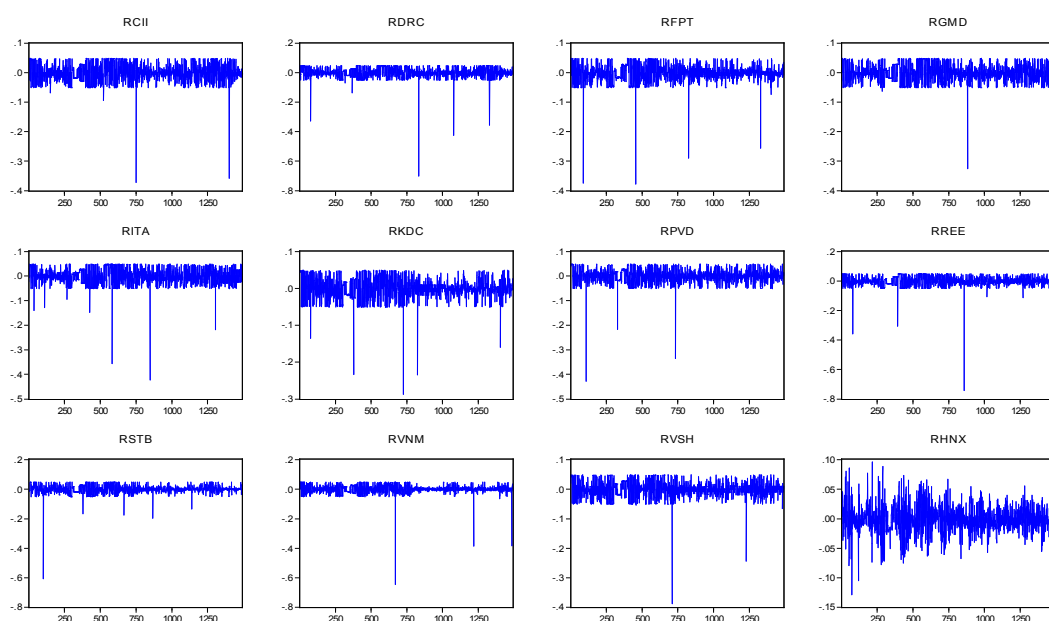 RCII RDRC RFPT RGMD
.1 .2 .1 .1
.0 .0 .0 .0
-.1 -.2 -.1 -.1
-.2 -.4 -.2 -.2
-.3 -.6 -.3 -.3
-.4 -.8 -.4 -.4
250 500 750 1000 1250 250 500 750 1000 1250 250 500 750 1000 1250 250 500 750 1000 1250
RITA RKDC RPVD RREE
.1 .1 .1 .2
.0 .0 .0 .0
-.1 -.1 -.1 -.2
-.2 -.2 -.2 -.4
-.3 -.3 -.3 -.6
-.4 -.4 -.8
-.5 -.5
250 500 750 1000 1250 250 500 750 1000 1250 250 500 750 1000 1250 250 500 750 1000 1250
RSTB RVNM RVSH RHNX
.2 .2 .1 .10
.0 .0 .0 .05
-.2 -.2 -.1 .00
-.4 -.4 -.2 -.05
-.6 -.6 -.3 -.10
-.8 -.8 -.4 -.15
250 500 750 1000 1250 250 500 750 1000 1250 250 500 750 1000 1250 250 500 750 1000 1250